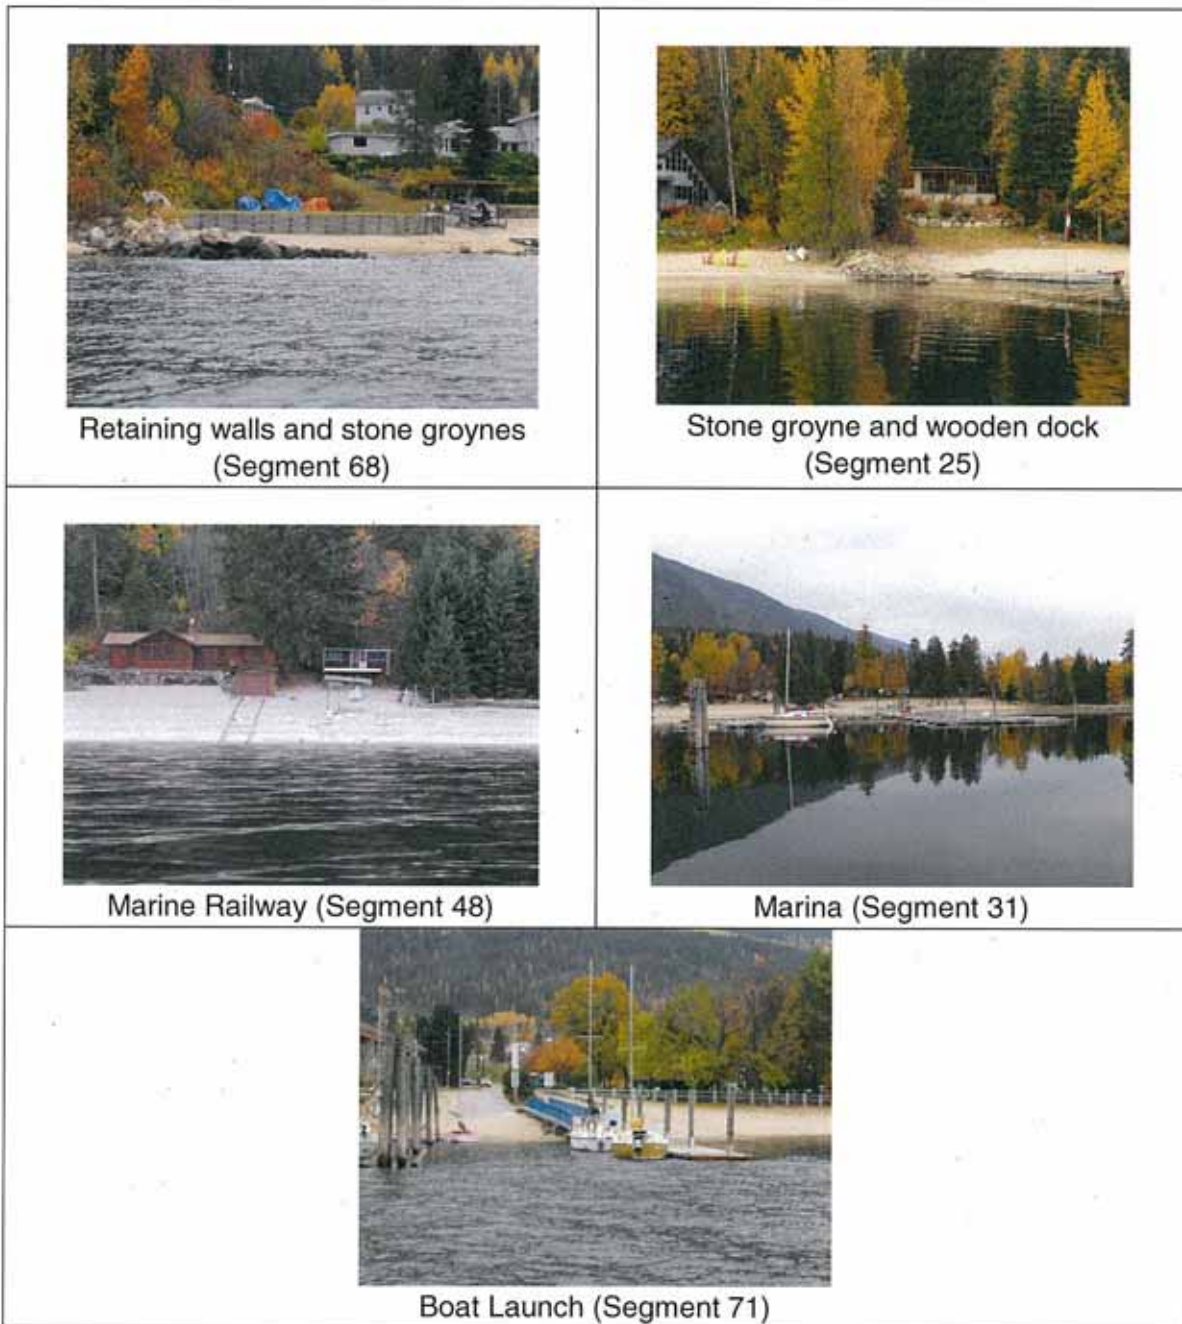 Retaining walls and stone groynes
(Segment 68)
Stone groyne and wooden dock
(Segment 25)
Marine Railway (Segment 48)
Marina (Segment 31)
Boat Launch (Segment 71)